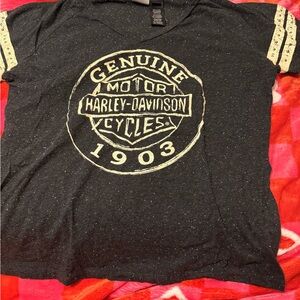 GENUINE
MOTOR
HARLEY-DAVIDSON
CYCLES
1903